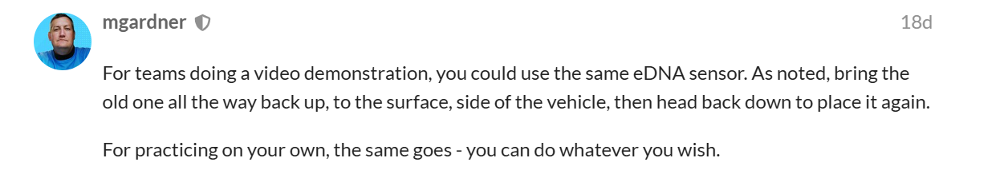 mgardner
18d
For teams doing a video demonstration, you could use the same eDNA sensor. As noted, bring the
old one all the way back up, to the surface, side of the vehicle, then head back down to place it again.
For practicing on your own, the same goes - you can do whatever you wish.